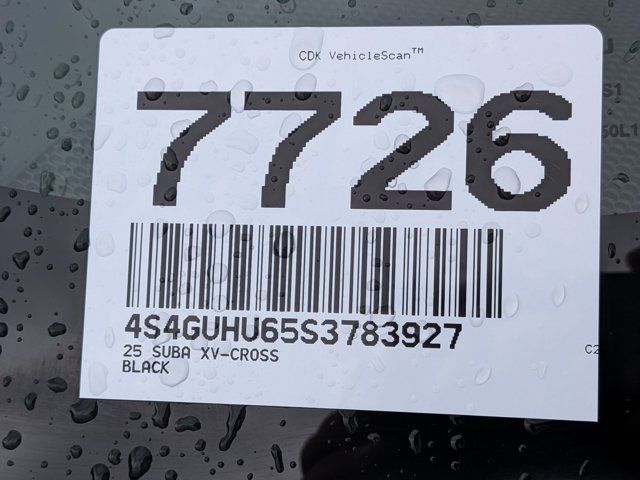 CDK VehicleScan™
7726
4S4GUHU65S3783927
25 SUBA XV-CROSS
BLACK